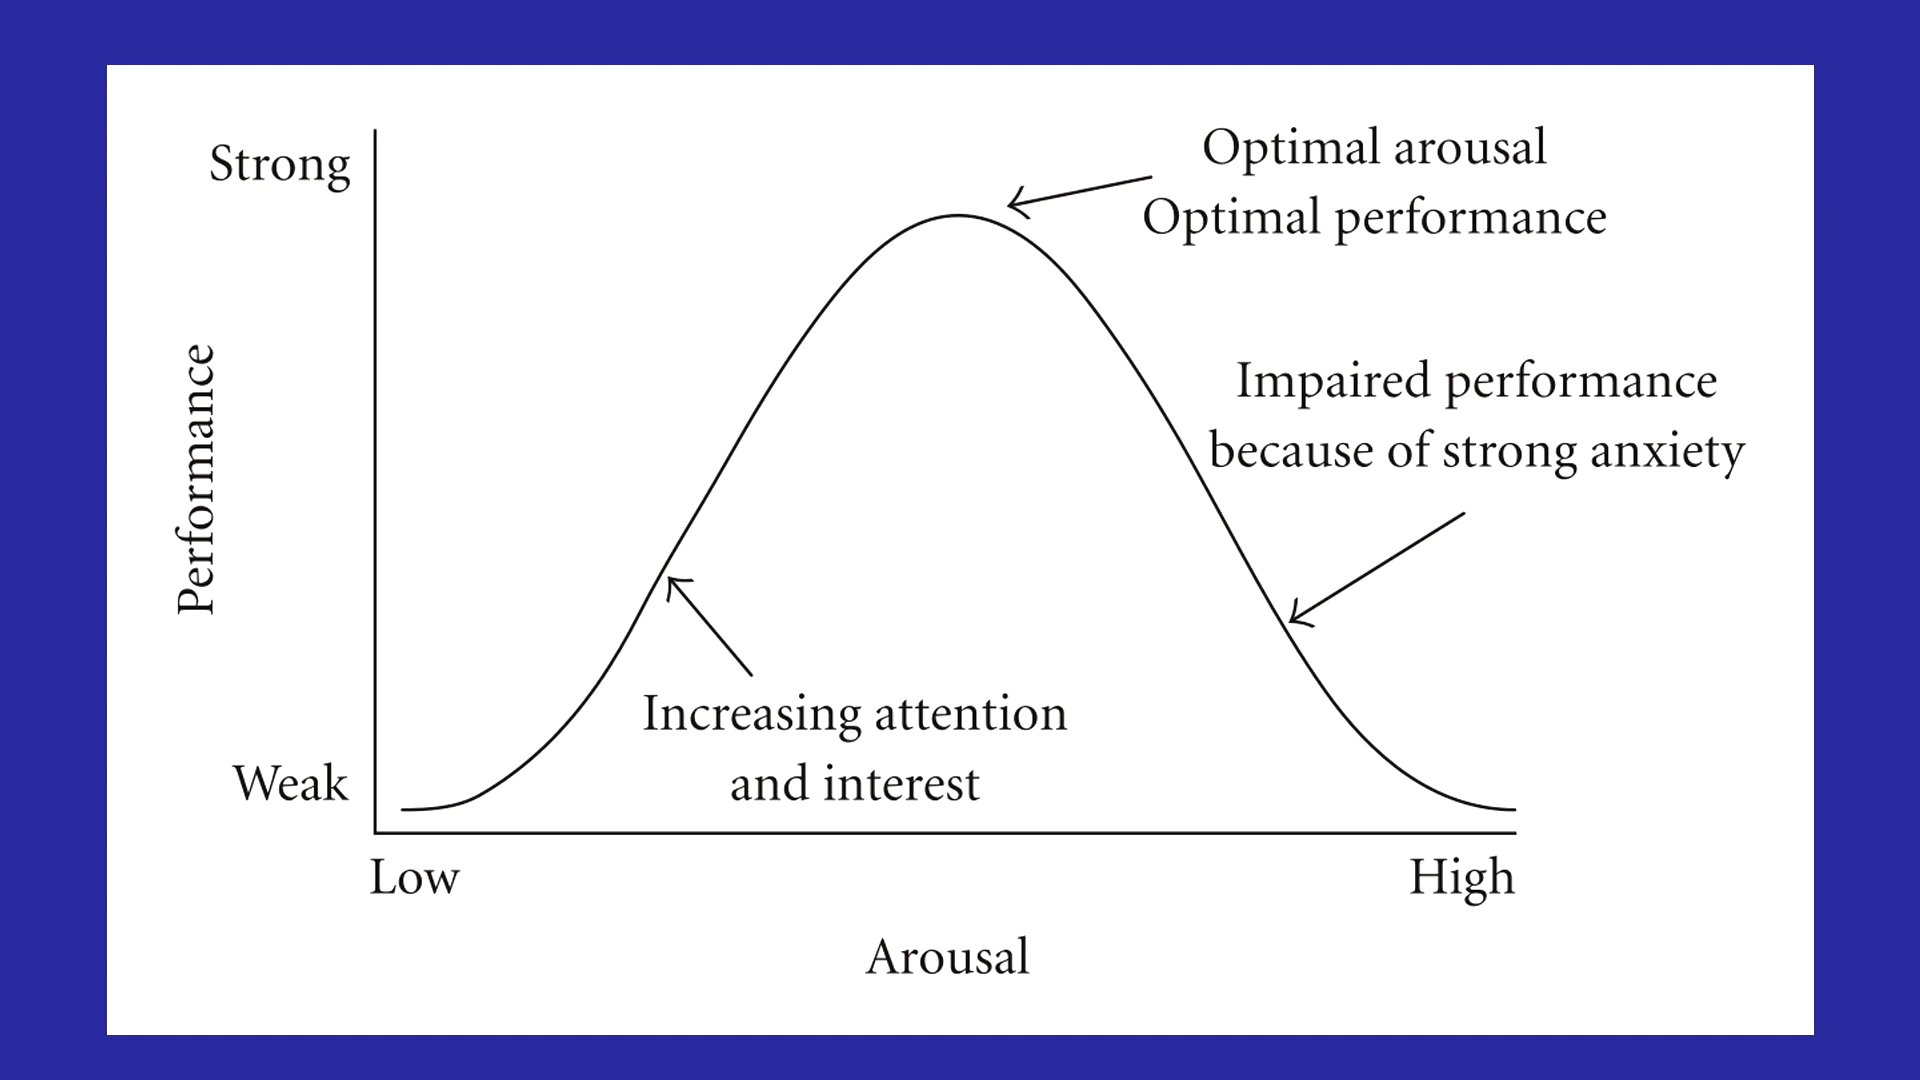 Strong
Optimal arousal
Optimal performance
Impaired performance
because of strong anxiety
Performance
Increasing attention
and interest
Weak
Low
High
Arousal